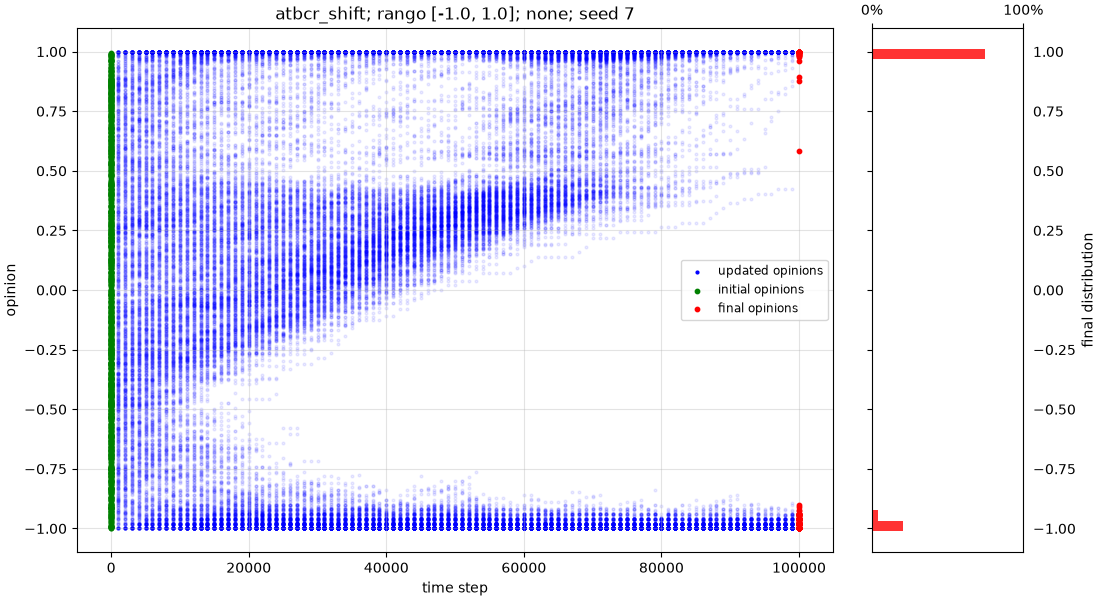 atbcr_shift; rango [-1.0, 1.0]; none; seed 7
0% 100%
1.00
0.75
0.50
0.25
0.00
−0.25
−0.50
−0.75
−1.00
opinion
0 20000 40000 60000 80000 100000
time step
updated opinions
initial opinions
final opinions
1.00
0.75
0.50
0.25
0.00
−0.25
−0.50
−0.75
−1.00
final distribution